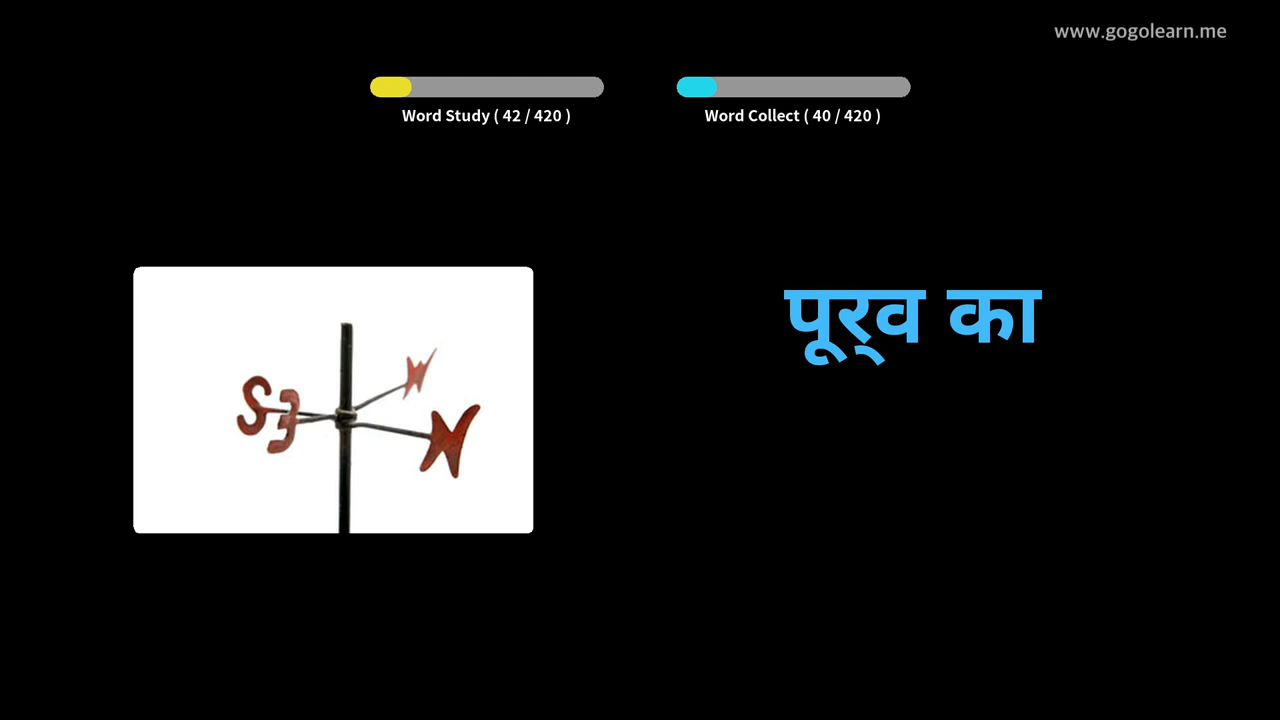 www.gogolearn.me
Word Study ( 42 / 420 )
Word Collect ( 40 / 420 )
पूर्‌व का
S E N W